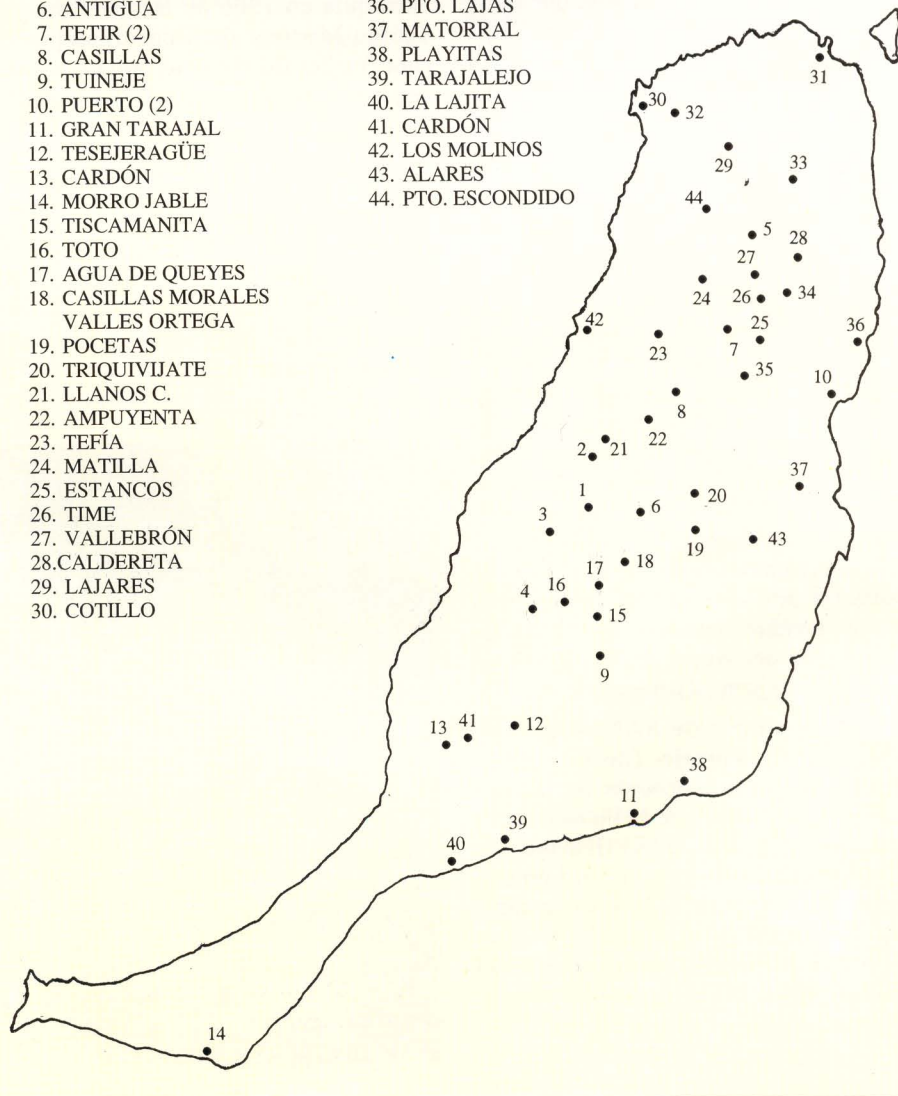 6. ANTIGUA
7. TETIR (2)
8. CASILLAS
9. TUINEJE
10. PUERTO (2)
11. GRAN TARAJAL
12. TESEJERAGÜE
13. CARDÓN
14. MORRO JABLE
15. TISCAMANITA
16. TOTO
17. AGUA DE QUEYES
18. CASILLAS MORALES
VALLES ORTEGA
19. POCETAS
20. TRIQUIVIJATE
21. LLANOS C.
22. AMPUYENTA
23. TEFÍA
24. MATILLA
25. ESTANCOS
26. TIME
27. VALLEBRÓN
28.CALDERETA
29. LAJARES
30. COTILLO
36. PTO. LAJAS
37. MATORRAL
38. PLAYITAS
39. TARAJALEJO
40. LA LAJITA
41. CARDÓN
42. LOS MOLINOS
43. ALARES
44. PTO. ESCONDIDO
31
30
32
29
33
44
5
28
27
24
26
34
42
23
7
25
36
35
10
8
22
2
21
37
1
20
3
6
19
43
18
17
4
16
15
9
13
41
12
38
11
39
40
14